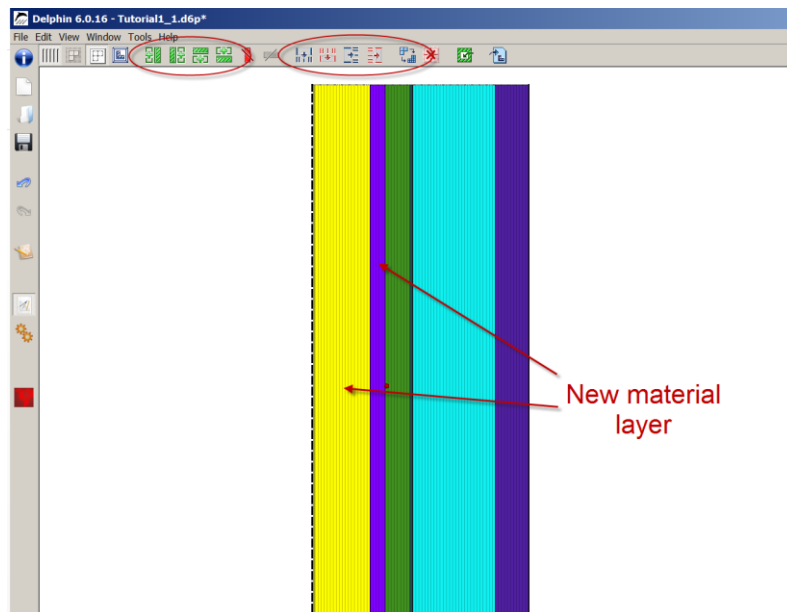 Delphin 6.0.16 - Tutorial1_1.d6p*
File Edit View Window Tools Help
New material
layer